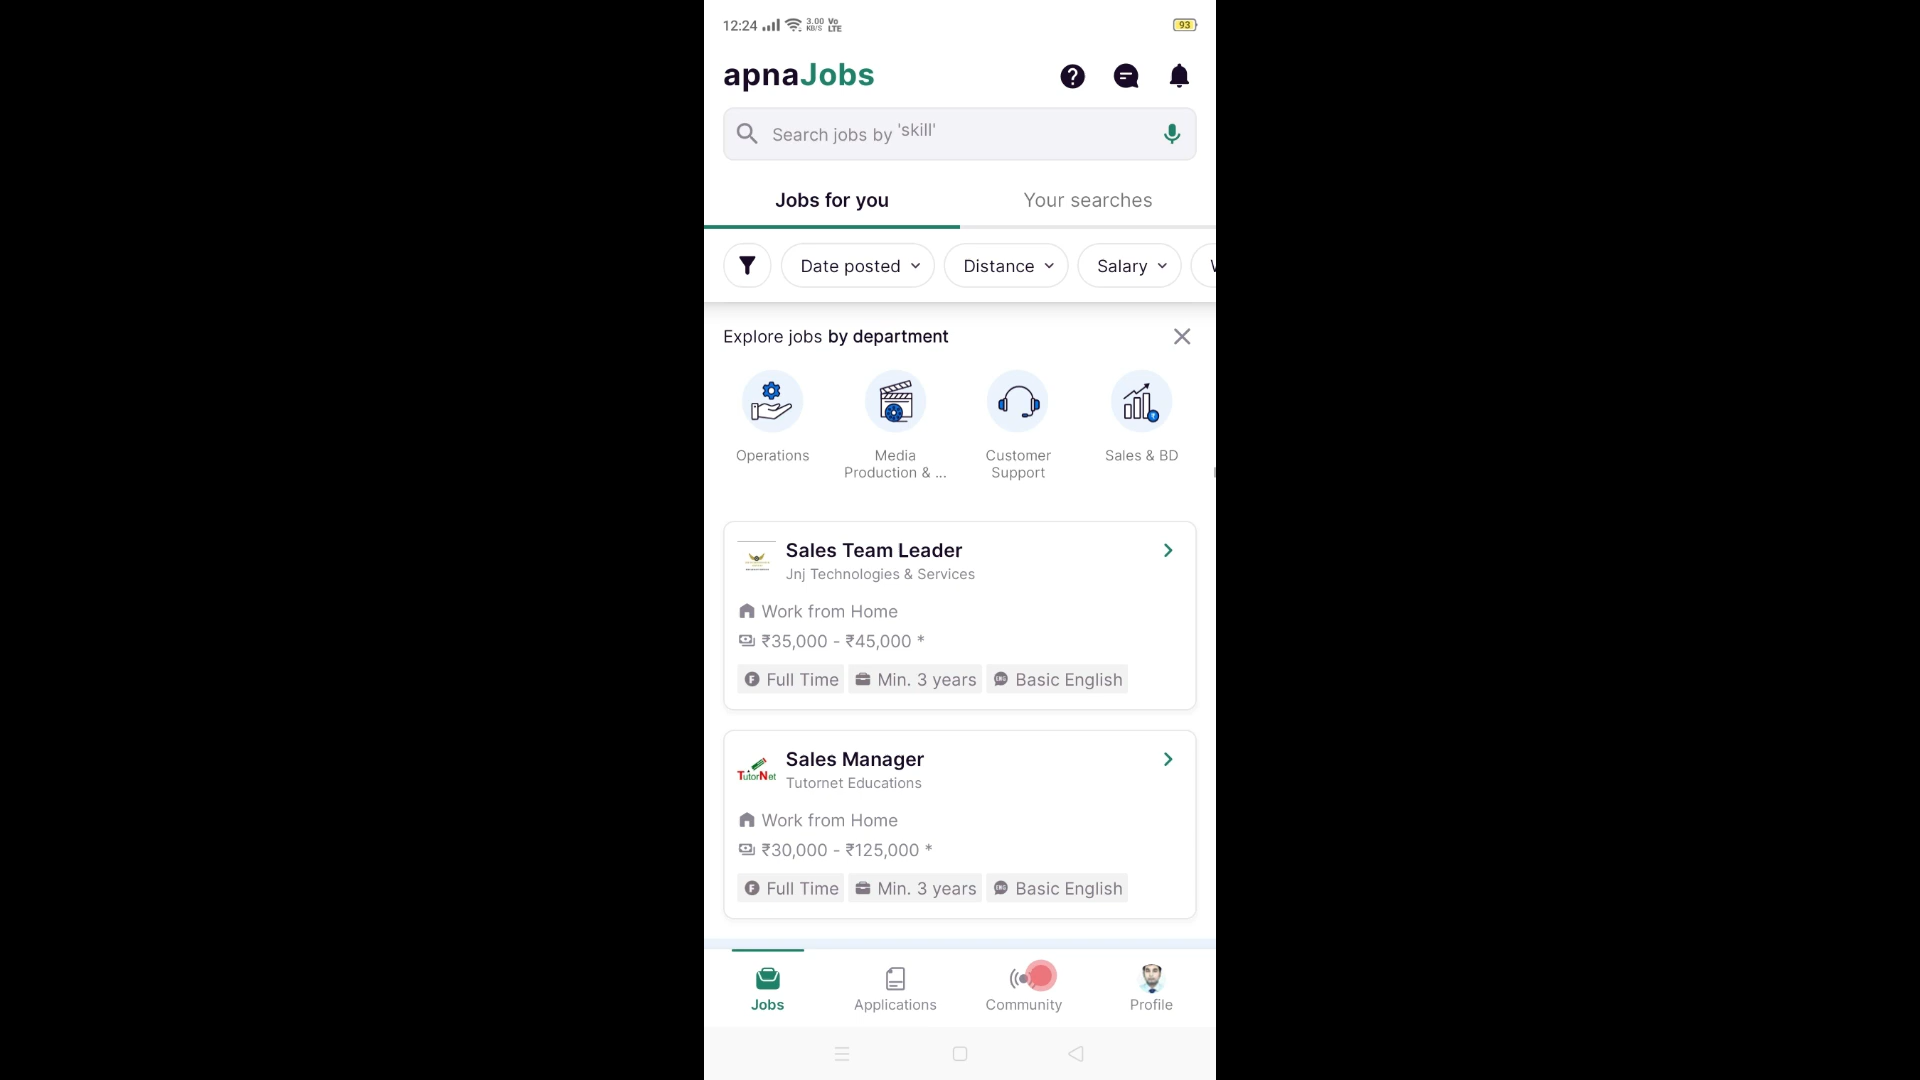 12:24 3.00 KB/S Vo LTE 93
apnaJobs
Search jobs by 'skill'
Jobs for you Your searches
Date posted Distance Salary
Explore jobs by department
Operations Media Customer Sales & BD
Production & ... Support
Sales Team Leader
Jnj Technologies & Services
Work from Home
₹35,000 - ₹45,000 *
Full Time Min. 3 years Basic English
Sales Manager
TutorNet
Tutornet Educations
Work from Home
₹30,000 - ₹125,000 *
Full Time Min. 3 years Basic English
Jobs Applications Community Profile